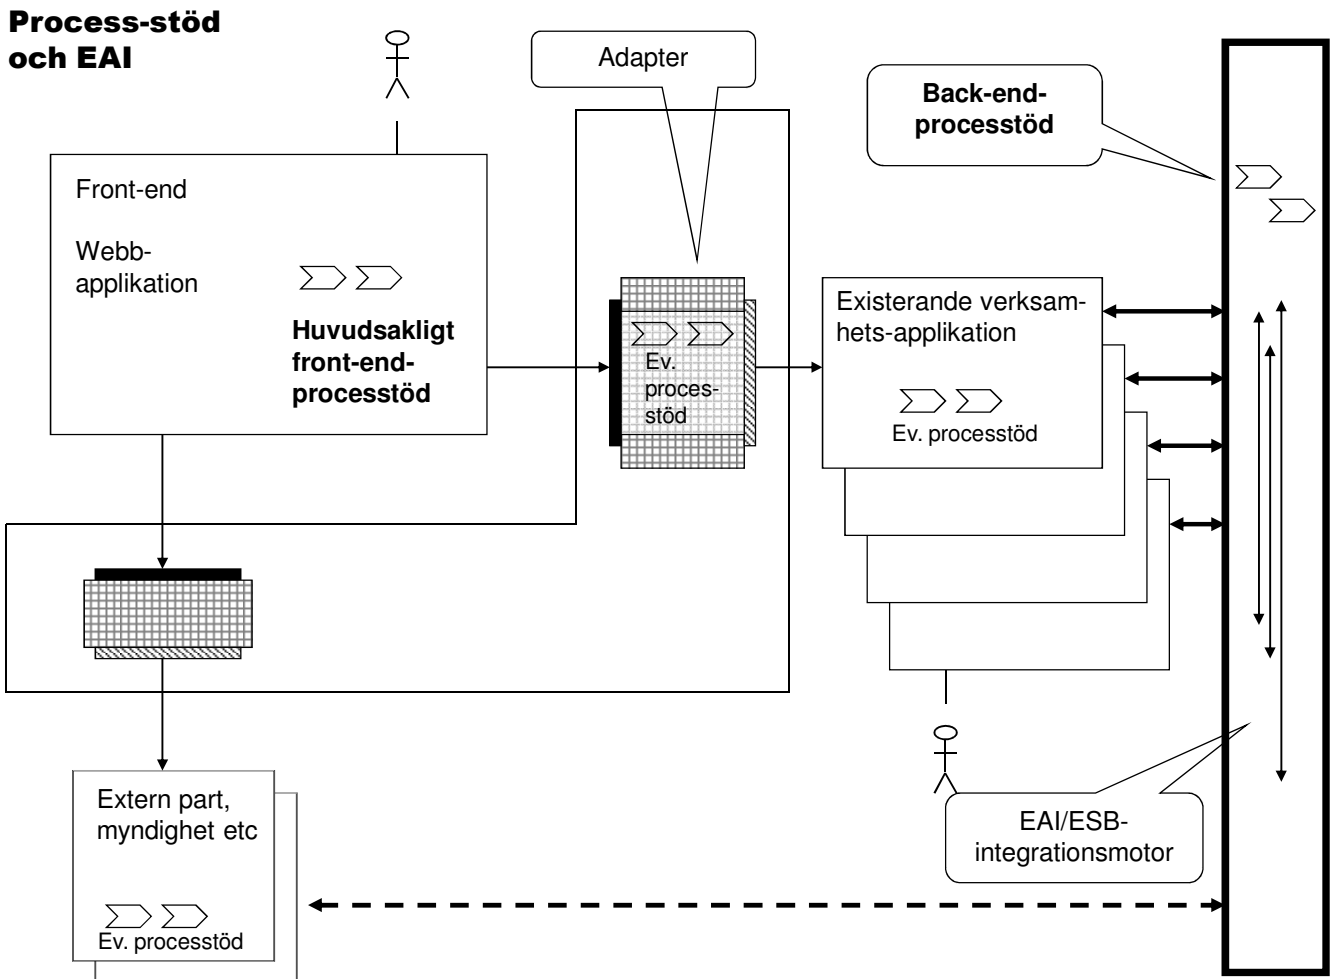 Process-stöd
och EAI
Adapter
Back-end-
processtöd
Front-end
Webb-
applikation
Huvudsakligt
front-end-
processtöd
Ev.
proces-
stöd
Existerande verksam-
hets-applikation
Ev. processtöd
Extern part,
myndighet etc
Ev. processtöd
EAI/ESB-
integrationsmotor